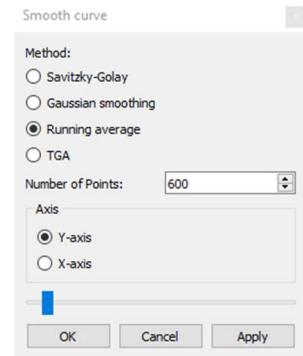 Smooth curve
Method:
Savitzky-Golay
Gaussian smoothing
Running average
TGA
Number of Points: 600
Axis
Y-axis
X-axis
OK Cancel Apply